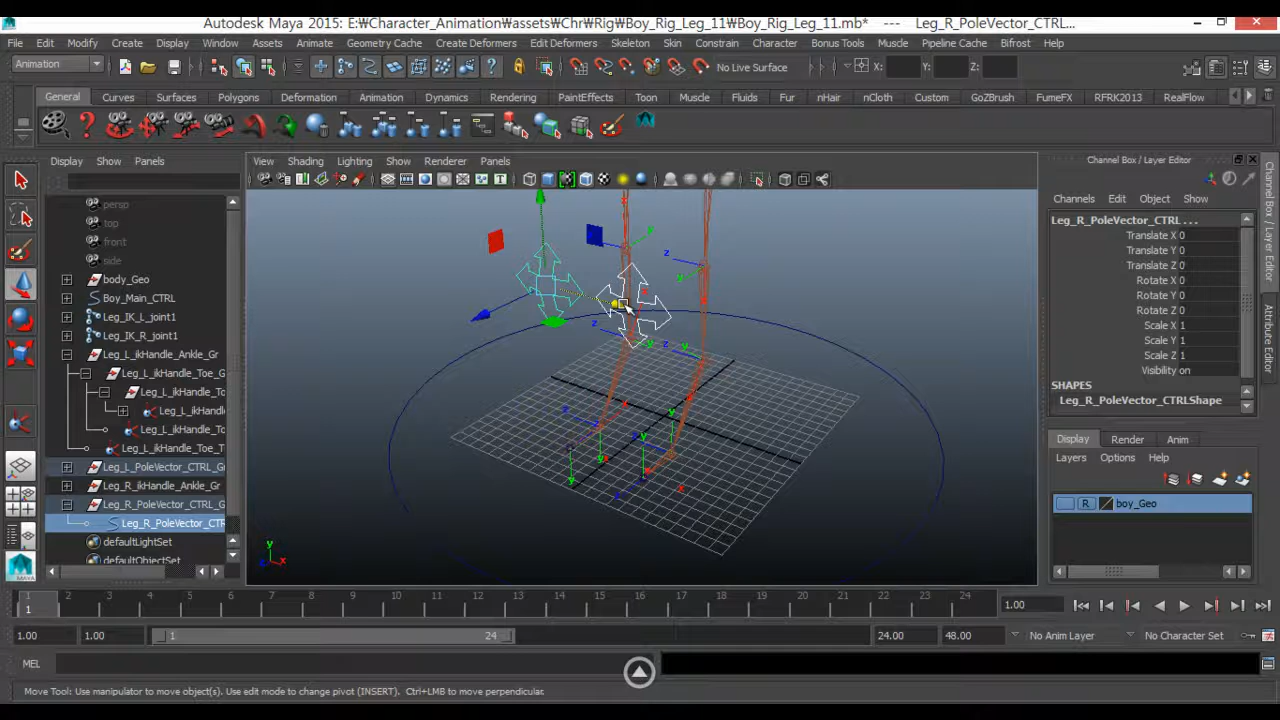 Autodesk Maya 2015: E:₩Character_Animation₩assets₩Chr₩Rig₩Boy_Rig_Leg_11₩Boy_Rig_Leg_11.mb* --- Leg_R_PoleVector_CTRL...
File Edit Modify Create Display Window Assets Animate Geometry Cache Create Deformers Edit Deformers Skeleton Skin Constrain Character Bonus Tools Muscle Pipeline Cache Bifrost Help
Animation No Live Surface X: Y: Z:
General Curves Surfaces Polygons Deformation Animation Dynamics Rendering PaintEffects Toon Muscle Fluids Fur nHair nCloth Custom GoZBrush FumeFX RFRK2013 RealFlow
Display Show Panels
persp
top
front
side
body_Geo
Boy_Main_CTRL
Leg_IK_L_joint1
Leg_IK_R_joint1
Leg_L_ikHandle_Ankle_Gr
Leg_L_ikHandle_Toe_G
Leg_L_ikHandle_To
Leg_L_ikHandl
Leg_L_ikHandle_To
Leg_L_ikHandle_Toe_T
Leg_L_PoleVector_CTRL_G
Leg_R_ikHandle_Ankle_Gr
Leg_R_PoleVector_CTRL_G
Leg_R_PoleVector_CTR
defaultLightSet
defaultObjectSet
View Shading Lighting Show Renderer Panels
Channel Box / Layer Editor
Channels Edit Object Show
Leg_R_PoleVector_CTRL ...
Translate X 0
Translate Y 0
Translate Z 0
Rotate X 0
Rotate Y 0
Rotate Z 0
Scale X 1
Scale Y 1
Scale Z 1
Visibility on
SHAPES
Leg_R_PoleVector_CTRLShape
Display Render Anim
Layers Options Help
R boy_Geo
Channel Box / Layer Editor
Attribute Editor
1 2 3 4 5 6 7 8 9 10 11 12 13 14 15 16 17 18 19 20 21 22 23 24
1 1.00
1.00 1.00 1 24 24.00 48.00 No Anim Layer No Character Set
MEL
Move Tool: Use manipulator to move object(s). Use edit mode to change pivot (INSERT). Ctrl+LMB to move perpendicular.